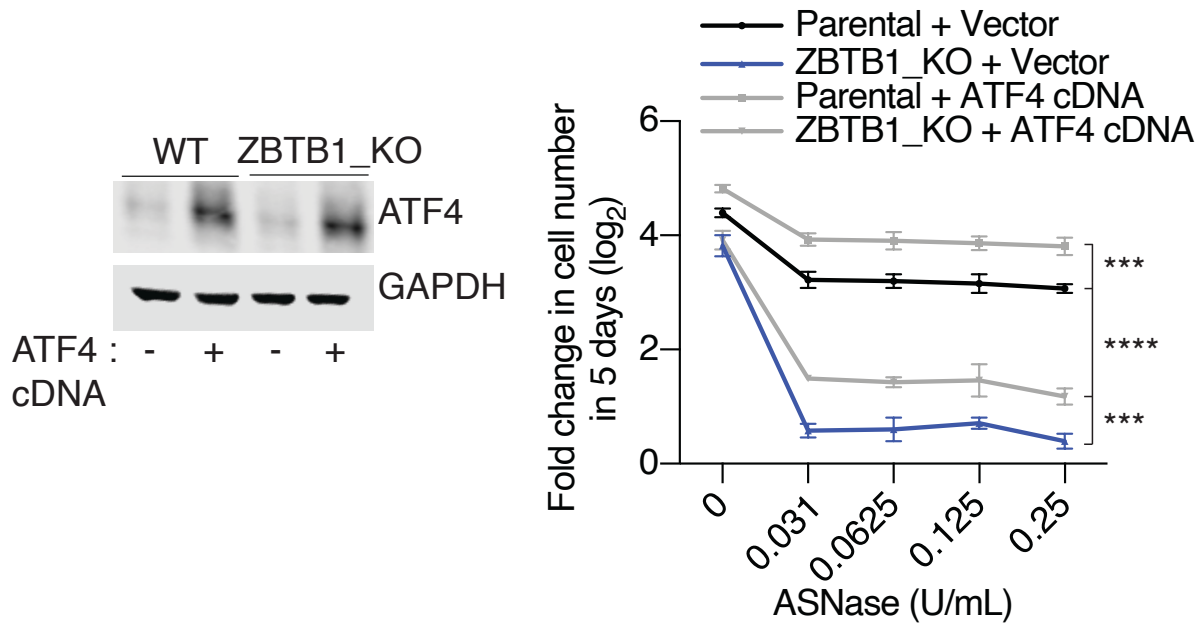 WT ZBTB1_KO
ATF4
GAPDH
ATF4 : - + - +
cDNA
Parental + Vector
ZBTB1_KO + Vector
Parental + ATF4 cDNA
ZBTB1_KO + ATF4 cDNA
Fold change in cell number
in 5 days (log2)
6
4
2
0
***
****
***
0 0.031 0.0625 0.125 0.25
ASNase (U/mL)